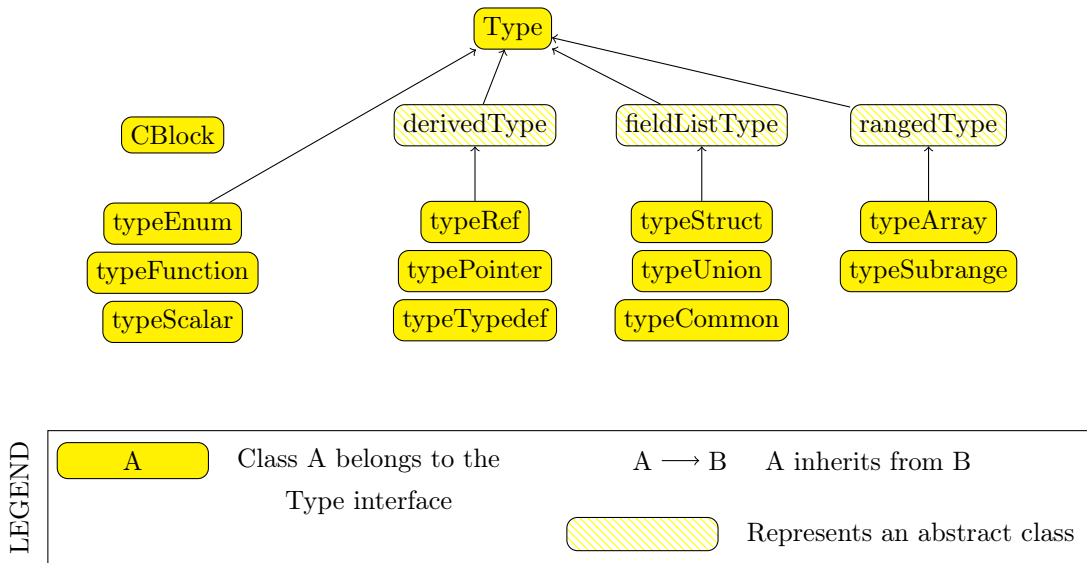 Type
derivedType fieldListType rangedType
CBlock
typeEnum typeRef typeStruct typeArray
typeFunction typePointer typeUnion typeSubrange
typeScalar typeTypedef typeCommon
LEGEND
A Class A belongs to the A B A inherits from B
Type interface
Represents an abstract class